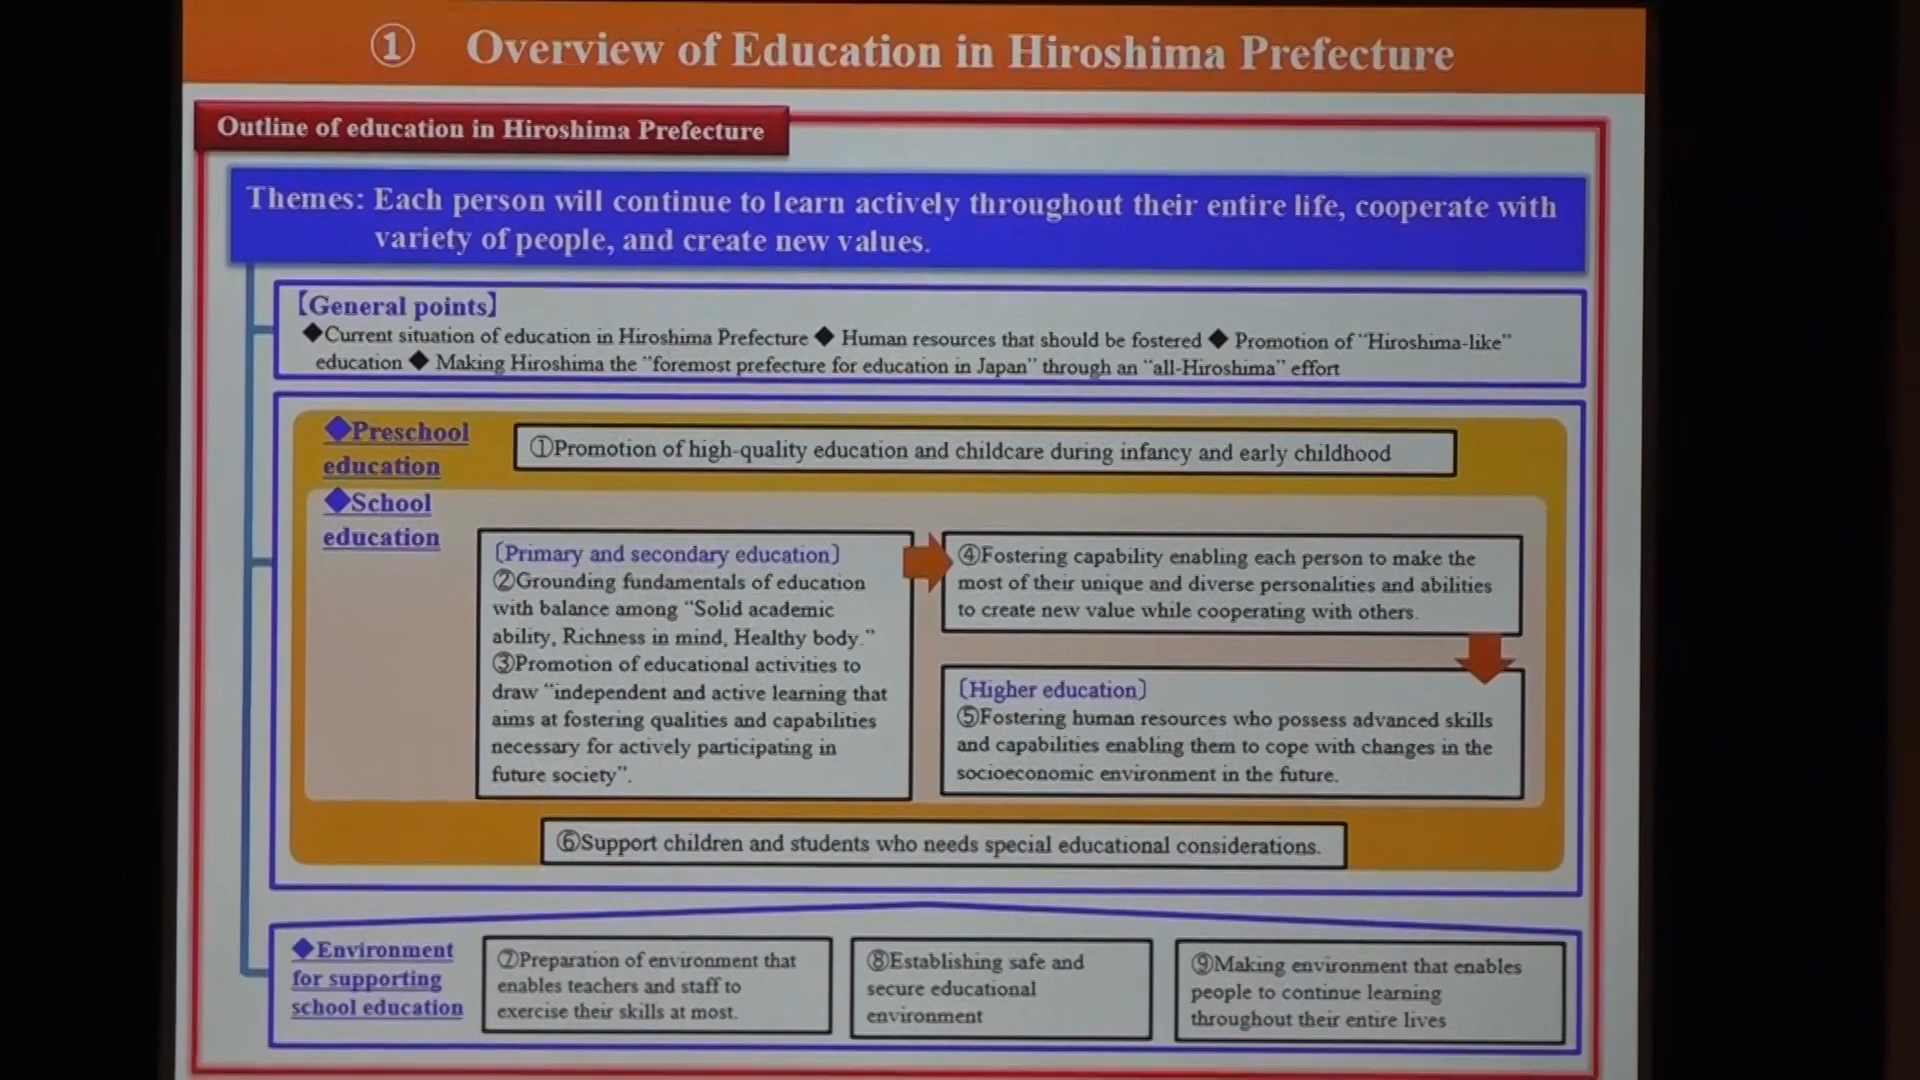 ① Overview of Education in Hiroshima Prefecture
Outline of education in Hiroshima Prefecture
Themes: Each person will continue to learn actively throughout their entire life, cooperate with
variety of people, and create new values.
【General points】
◆Current situation of education in Hiroshima Prefecture ◆ Human resources that should be fostered ◆ Promotion of "Hiroshima-like"
education ◆ Making Hiroshima the "foremost prefecture for education in Japan" through an "all-Hiroshima" effort
◆Preschool
education
①Promotion of high-quality education and childcare during infancy and early childhood
◆School
education
〔Primary and secondary education〕
②Grounding fundamentals of education
with balance among "Solid academic
ability, Richness in mind, Healthy body."
③Promotion of educational activities to
draw "independent and active learning that
aims at fostering qualities and capabilities
necessary for actively participating in
future society".
④Fostering capability enabling each person to make the
most of their unique and diverse personalities and abilities
to create new value while cooperating with others.
〔Higher education〕
⑤Fostering human resources who possess advanced skills
and capabilities enabling them to cope with changes in the
socioeconomic environment in the future.
⑥Support children and students who needs special educational considerations.
◆Environment
for supporting
school education
⑦Preparation of environment that
enables teachers and staff to
exercise their skills at most.
⑧Establishing safe and
secure educational
environment
⑨Making environment that enables
people to continue learning
throughout their entire lives